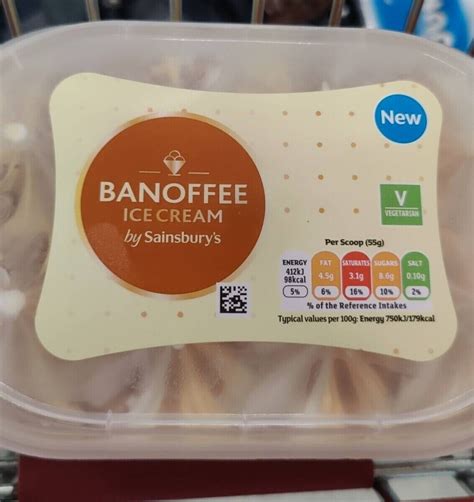 New
BANOFFEE
ICE CREAM
by Sainsbury's
V
VEGETARIAN
Per Scoop (55g)
ENERGY FAT SATURATES SUGARS SALT
412kJ 4.5g 3.1g 8.6g 0.10g
98kcal
5% 6% 16% 10% 2%
% of the Reference Intakes
Typical values per 100g: Energy 750kJ/179kcal